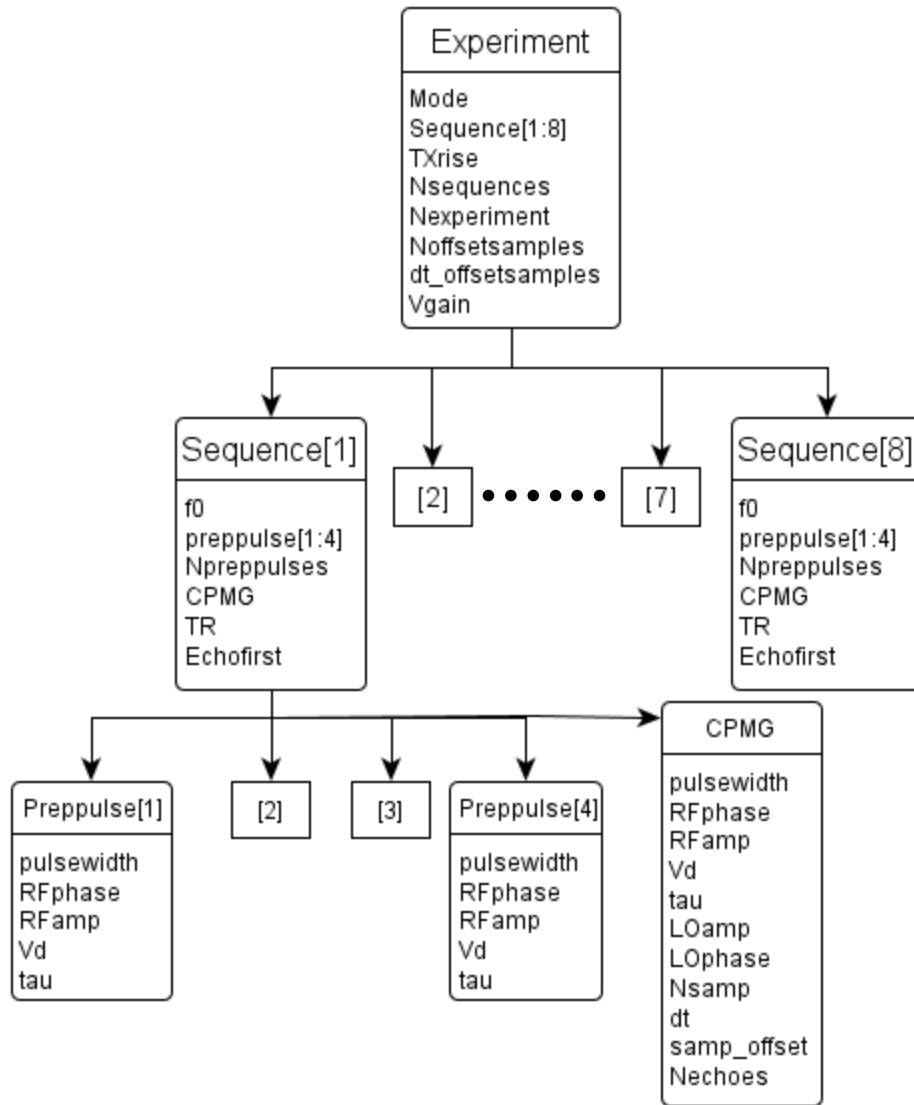 Experiment
Mode
Sequence[1:8]
TXrise
Nsequences
Nexperiment
Noffsetsamples
dt_offsetsamples
Vgain
Sequence[1]
f0
preppulse[1:4]
Npreppulses
CPMG
TR
Echofirst
[2]
[7]
Sequence[8]
f0
preppulse[1:4]
Npreppulses
CPMG
TR
Echofirst
Preppulse[1]
pulsewidth
RFphase
RFamp
Vd
tau
[2]
[3]
Preppulse[4]
pulsewidth
RFphase
RFamp
Vd
tau
CPMG
pulsewidth
RFphase
RFamp
Vd
tau
LOamp
LOphase
Nsamp
dt
samp_offset
Nechoes